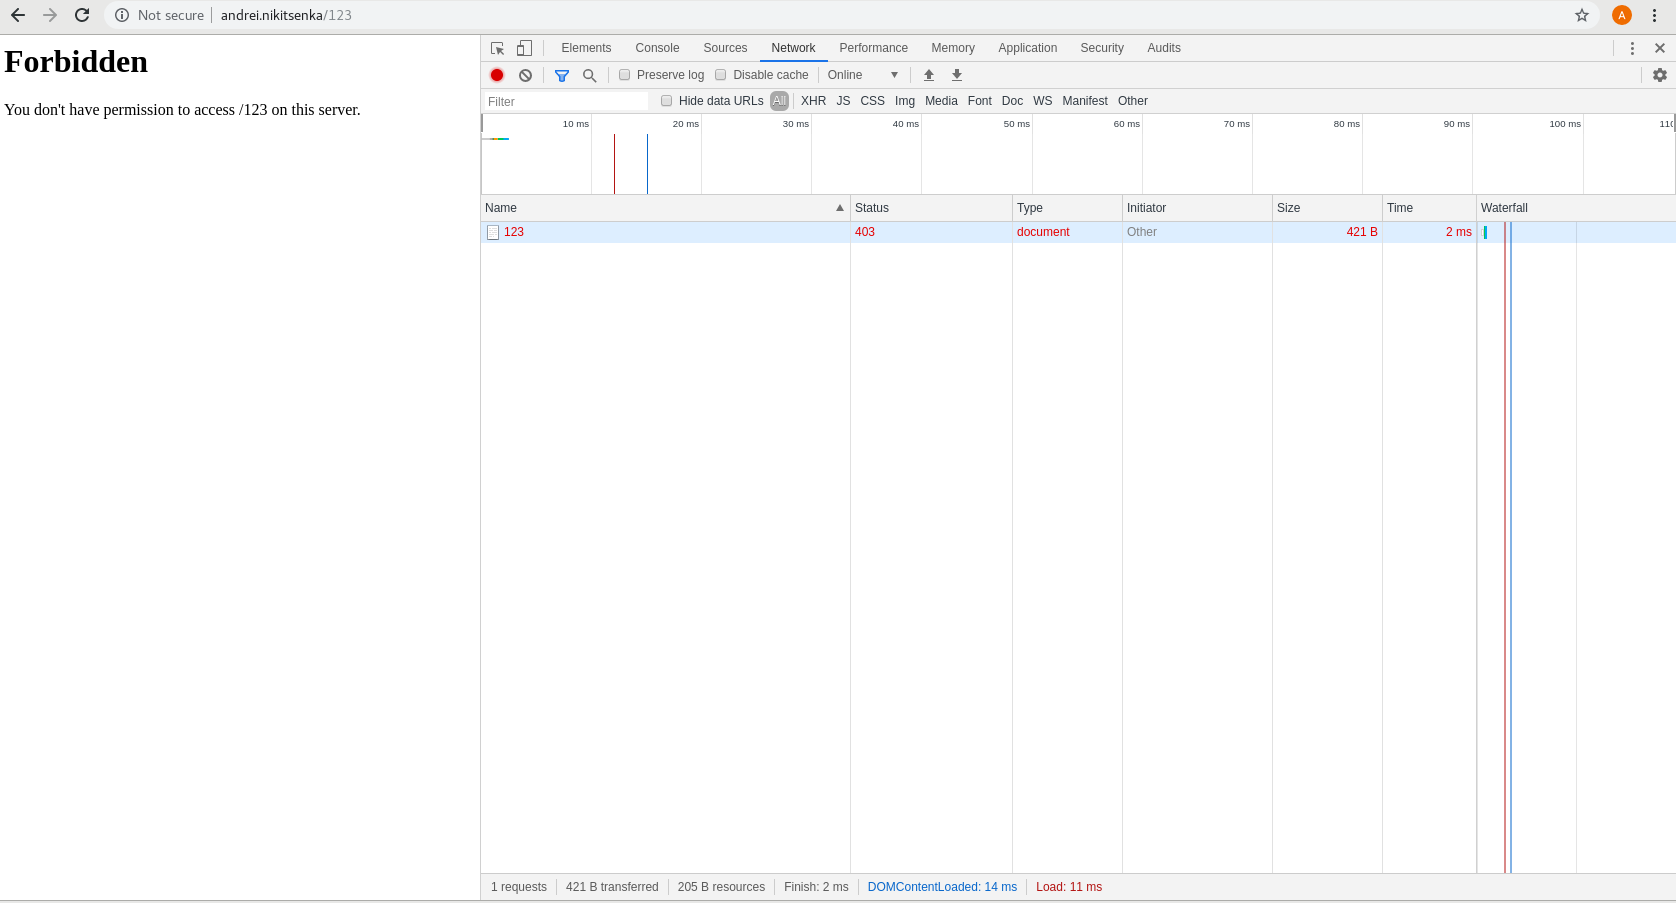 Not secure andrei.nikitsenka/123 A
Forbidden
You don't have permission to access /123 on this server.
Elements Console Sources Network Performance Memory Application Security Audits
Preserve log Disable cache Online
Filter Hide data URLs All XHR JS CSS Img Media Font Doc WS Manifest Other
10 ms 20 ms 30 ms 40 ms 50 ms 60 ms 70 ms 80 ms 90 ms 100 ms 110
Name Status Type Initiator Size Time Waterfall
123 403 document Other 421 B 2 ms
1 requests 421 B transferred 205 B resources Finish: 2 ms DOMContentLoaded: 14 ms Load: 11 ms